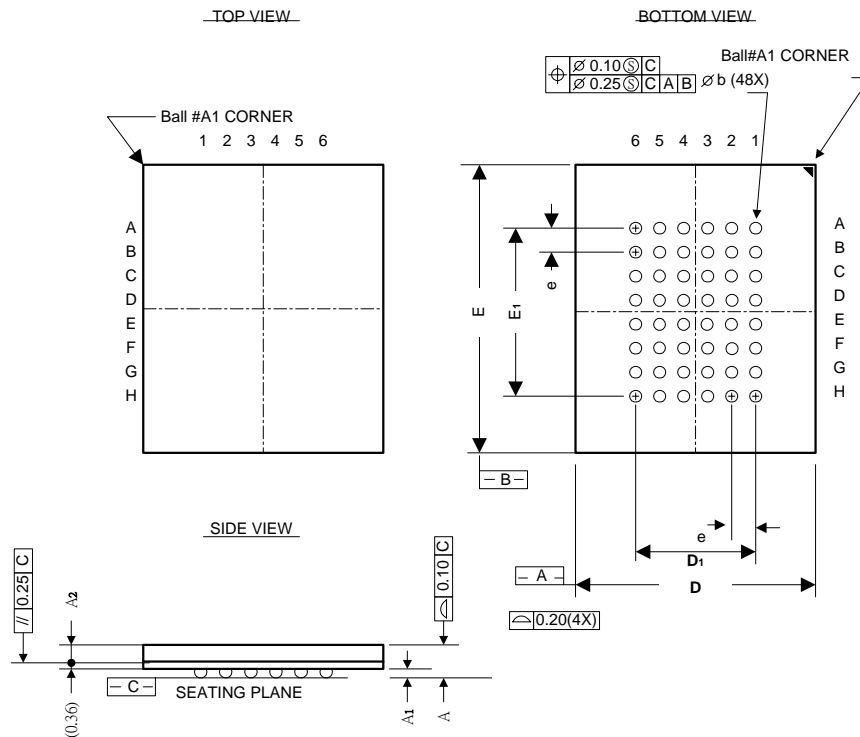 TOP VIEW
BOTTOM VIEW
Ball#A1 CORNER
⌖ ⌀ 0.10 Ⓢ C
⌀ 0.25 Ⓢ C A B
⌀ b (48X)
Ball #A1 CORNER
1 2 3 4 5 6
6 5 4 3 2 1
A
B
C
D
E
F
G
H
E
E1
e
A
B
C
D
E
F
G
H
– B –
SIDE VIEW
e
D1
– A –
D
⌓ 0.20(4X)
// 0.25 C
A2
(0.36)
⌓ 0.10 C
– C –
SEATING PLANE
A1
A